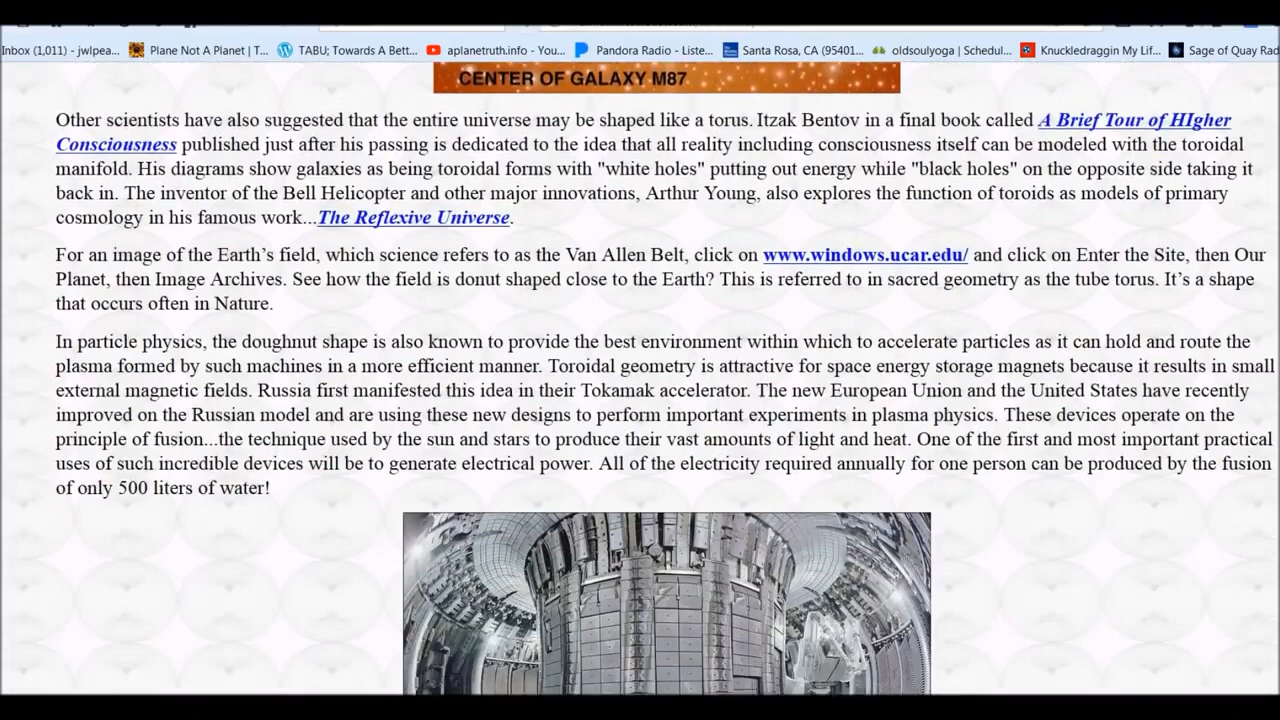 Inbox (1,011) - jwlpea... Plane Not A Planet | T... TABU; Towards A Bett... aplanetruth.info - You... Pandora Radio - Liste... Santa Rosa, CA (95401... oldsoulyoga | Schedul... Knuckledraggin My Lif... Sage of Quay Rad
CENTER OF GALAXY M87
Other scientists have also suggested that the entire universe may be shaped like a torus. Itzak Bentov in a final book called A Brief Tour of HIgher
Consciousness published just after his passing is dedicated to the idea that all reality including consciousness itself can be modeled with the toroidal
manifold. His diagrams show galaxies as being toroidal forms with "white holes" putting out energy while "black holes" on the opposite side taking it
back in. The inventor of the Bell Helicopter and other major innovations, Arthur Young, also explores the function of toroids as models of primary
cosmology in his famous work...The Reflexive Universe.
For an image of the Earth’s field, which science refers to as the Van Allen Belt, click on www.windows.ucar.edu/ and click on Enter the Site, then Our
Planet, then Image Archives. See how the field is donut shaped close to the Earth? This is referred to in sacred geometry as the tube torus. It’s a shape
that occurs often in Nature.
In particle physics, the doughnut shape is also known to provide the best environment within which to accelerate particles as it can hold and route the
plasma formed by such machines in a more efficient manner. Toroidal geometry is attractive for space energy storage magnets because it results in small
external magnetic fields. Russia first manifested this idea in their Tokamak accelerator. The new European Union and the United States have recently
improved on the Russian model and are using these new designs to perform important experiments in plasma physics. These devices operate on the
principle of fusion...the technique used by the sun and stars to produce their vast amounts of light and heat. One of the first and most important practical
uses of such incredible devices will be to generate electrical power. All of the electricity required annually for one person can be produced by the fusion
of only 500 liters of water!